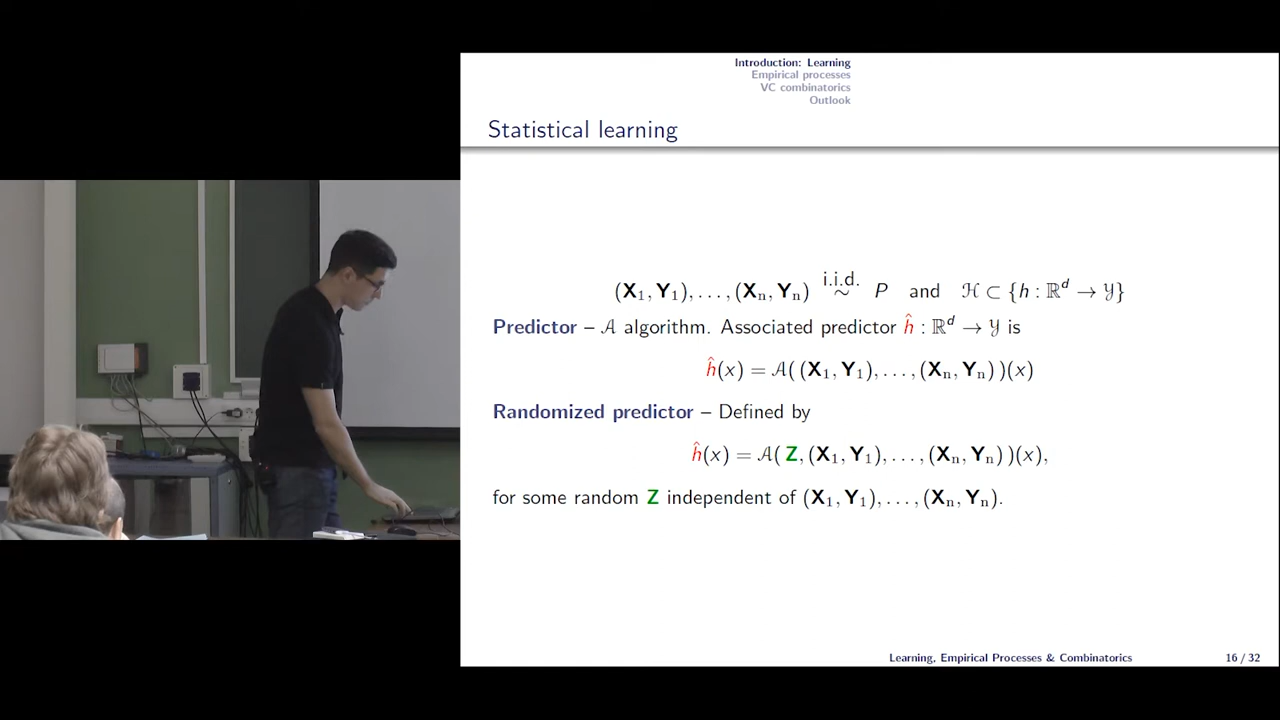 Introduction: Learning
Empirical processes
VC combinatorics
Outlook
Statistical learning
(X₁, Y₁), . . . , (Xₙ, Yₙ) i.i.d. ∼ P and ℋ ⊂ {h : ℝᵈ → 𝒴}
Predictor – 𝒜 algorithm. Associated predictor ĥ : ℝᵈ → 𝒴 is
ĥ(x) = 𝒜( (X₁, Y₁), . . . , (Xₙ, Yₙ) )(x)
Randomized predictor – Defined by
ĥ(x) = 𝒜( Z, (X₁, Y₁), . . . , (Xₙ, Yₙ) )(x),
for some random Z independent of (X₁, Y₁), . . . , (Xₙ, Yₙ).
Learning, Empirical Processes & Combinatorics 16 / 32